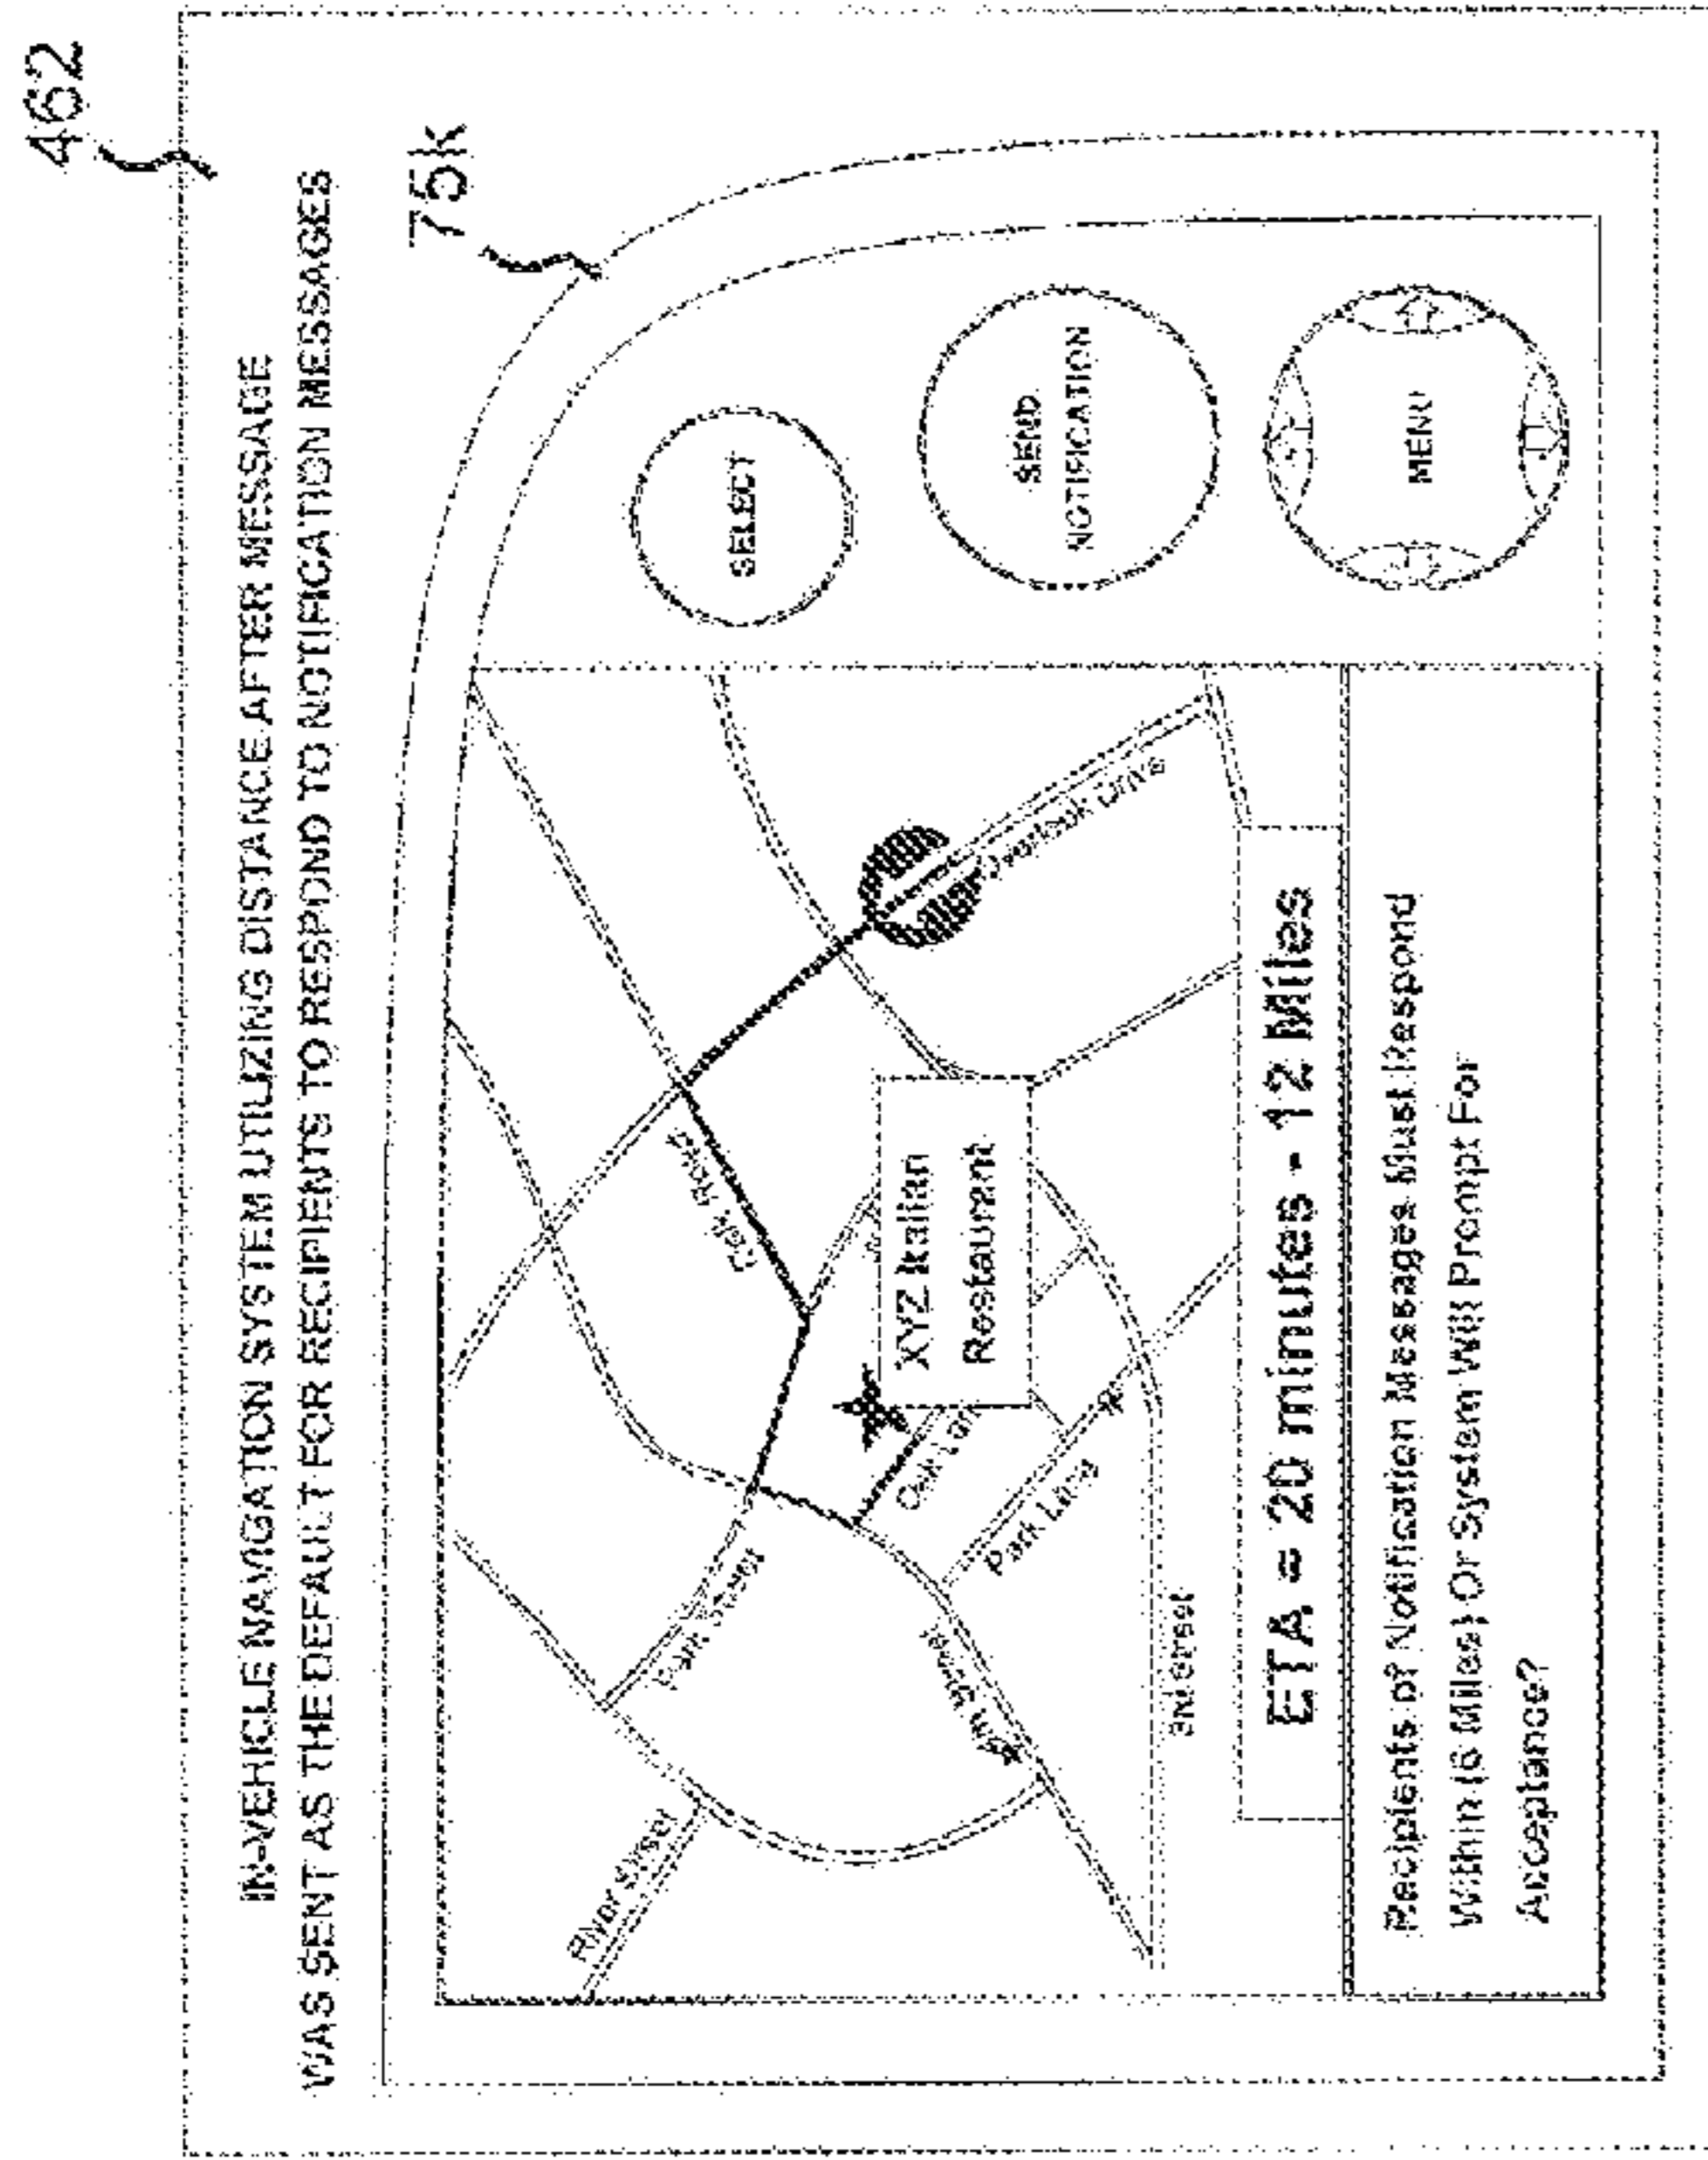 462
IN-VEHICLE NAVIGATION SYSTEM UTILIZING DISTANCE AFTER MESSAGE
WAS SENT AS THE DEFAULT FOR RECIPIENTS TO RESPOND TO NOTIFICATION MESSAGES
75k
SELECT
SEND
NOTIFICATION
MENU
River Street
Park Street
Oak Road
Overlook Drive
XYZ Italian
Restaurant
Oak Lan
Park Lane
Street
3rd Street
ETA = 20 minutes - 12 Miles
Recipients of Notification Messages Must Respond
Within (6 Miles) Or System Will Prompt For
Acceptance?